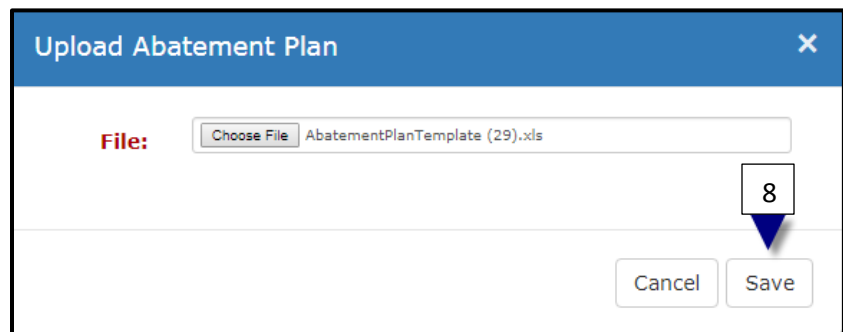 Upload Abatement Plan ×
File: Choose File AbatementPlanTemplate (29).xls
8
Cancel Save